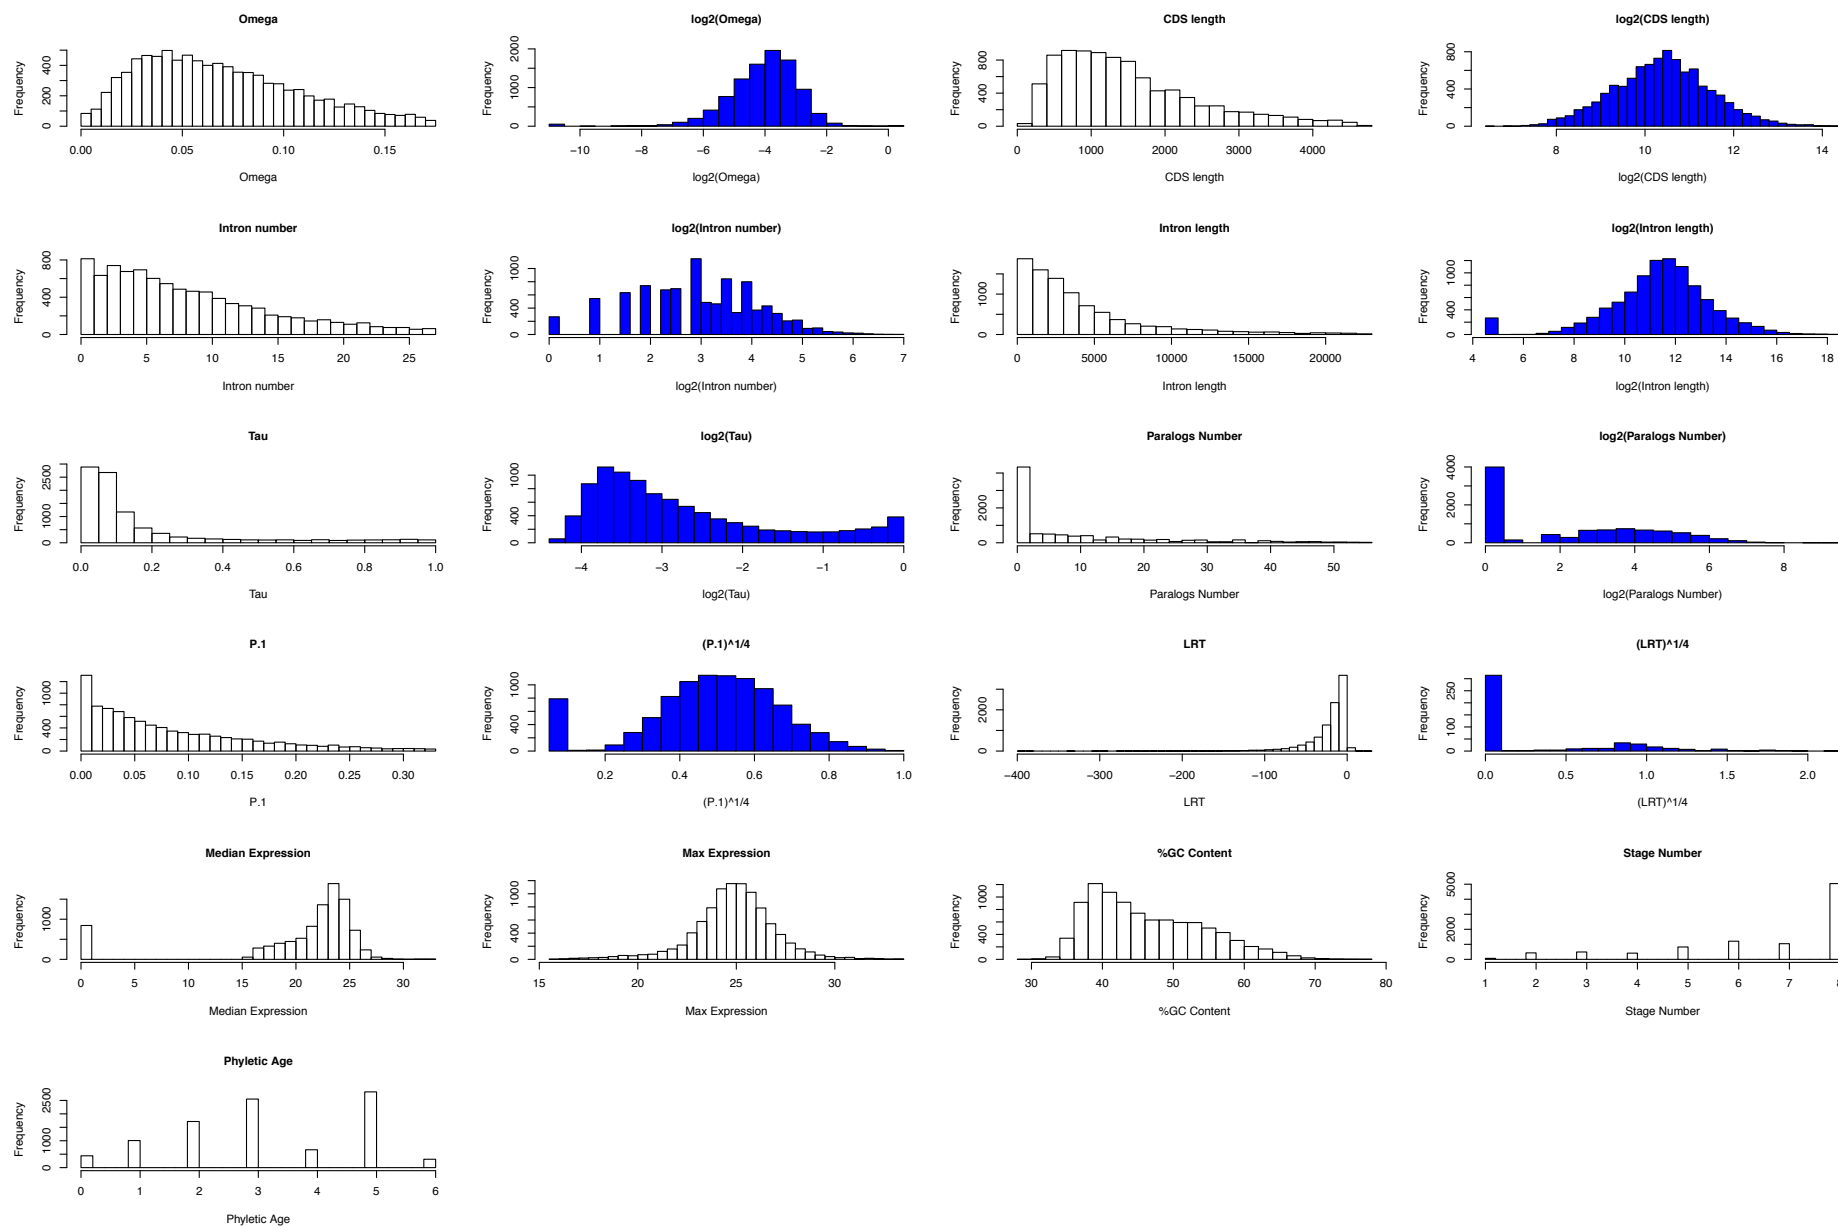 Omega
Frequency
0 200 400
0.00 0.05 0.10 0.15
Omega
log2(Omega)
Frequency
0 1000 2000
−10 −8 −6 −4 −2 0
log2(Omega)
CDS length
Frequency
0 400 800
0 1000 2000 3000 4000
CDS length
log2(CDS length)
Frequency
0 400 800
8 10 12 14
log2(CDS length)
Intron number
Frequency
0 400 800
0 5 10 15 20 25
Intron number
log2(Intron number)
Frequency
0 400 1000
0 1 2 3 4 5 6 7
log2(Intron number)
Intron length
Frequency
0 1000
0 5000 10000 15000 20000
Intron length
log2(Intron length)
Frequency
0 400 1000
4 6 8 10 12 14 16 18
log2(Intron length)
Tau
Frequency
0 1000 2500
0.0 0.2 0.4 0.6 0.8 1.0
Tau
log2(Tau)
Frequency
0 400 1000
−4 −3 −2 −1 0
log2(Tau)
Paralogs Number
Frequency
0 2000
0 10 20 30 40 50
Paralogs Number
log2(Paralogs Number)
Frequency
0 2000 4000
0 2 4 6 8
log2(Paralogs Number)
P.1
Frequency
0 400 1000
0.00 0.05 0.10 0.15 0.20 0.25 0.30
P.1
(P.1)^1/4
Frequency
0 400 1000
0.2 0.4 0.6 0.8 1.0
(P.1)^1/4
LRT
Frequency
0 2000
−400 −300 −200 −100 0
LRT
(LRT)^1/4
Frequency
0 100 250
0.0 0.5 1.0 1.5 2.0
(LRT)^1/4
Median Expression
Frequency
0 1000
0 5 10 15 20 25 30
Median Expression
Max Expression
Frequency
0 400 1000
15 20 25 30
Max Expression
%GC Content
Frequency
0 400 1000
30 40 50 60 70 80
%GC Content
Stage Number
Frequency
0 2000 5000
1 2 3 4 5 6 7 8
Stage Number
Phyletic Age
Frequency
0 1000 2500
0 1 2 3 4 5 6
Phyletic Age